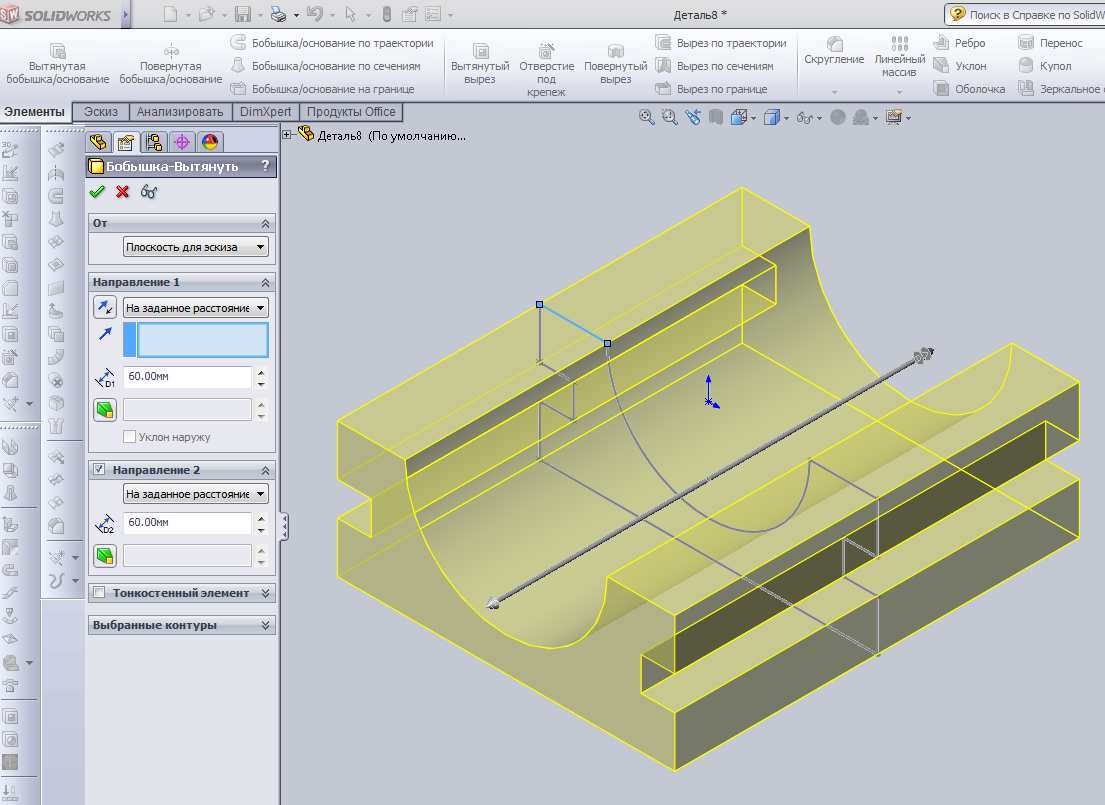 SOLIDWORKS
Деталь8 *
Поиск в Справке по SolidW
Вытянутая
бобышка/основание
Повернутая
бобышка/основание
Бобышка/основание по траектории
Бобышка/основание по сечениям
Бобышка/основание на границе
Вытянутый
вырез
Отверстие
под
крепеж
Повернутый
вырез
Вырез по траектории
Вырез по сечениям
Вырез по границе
Скругление
Линейный
массив
Ребро
Уклон
Оболочка
Перенос
Купол
Зеркальное
Элементы
Эскиз
Анализировать
DimXpert
Продукты Office
Деталь8 (По умолчанию...
Бобышка-Вытянуть
?
От
Плоскость для эскиза
Направление 1
На заданное расстояние
D1
60.00мм
Уклон наружу
Направление 2
На заданное расстояние
D2
60.00мм
Тонкостенный элемент
Выбранные контуры